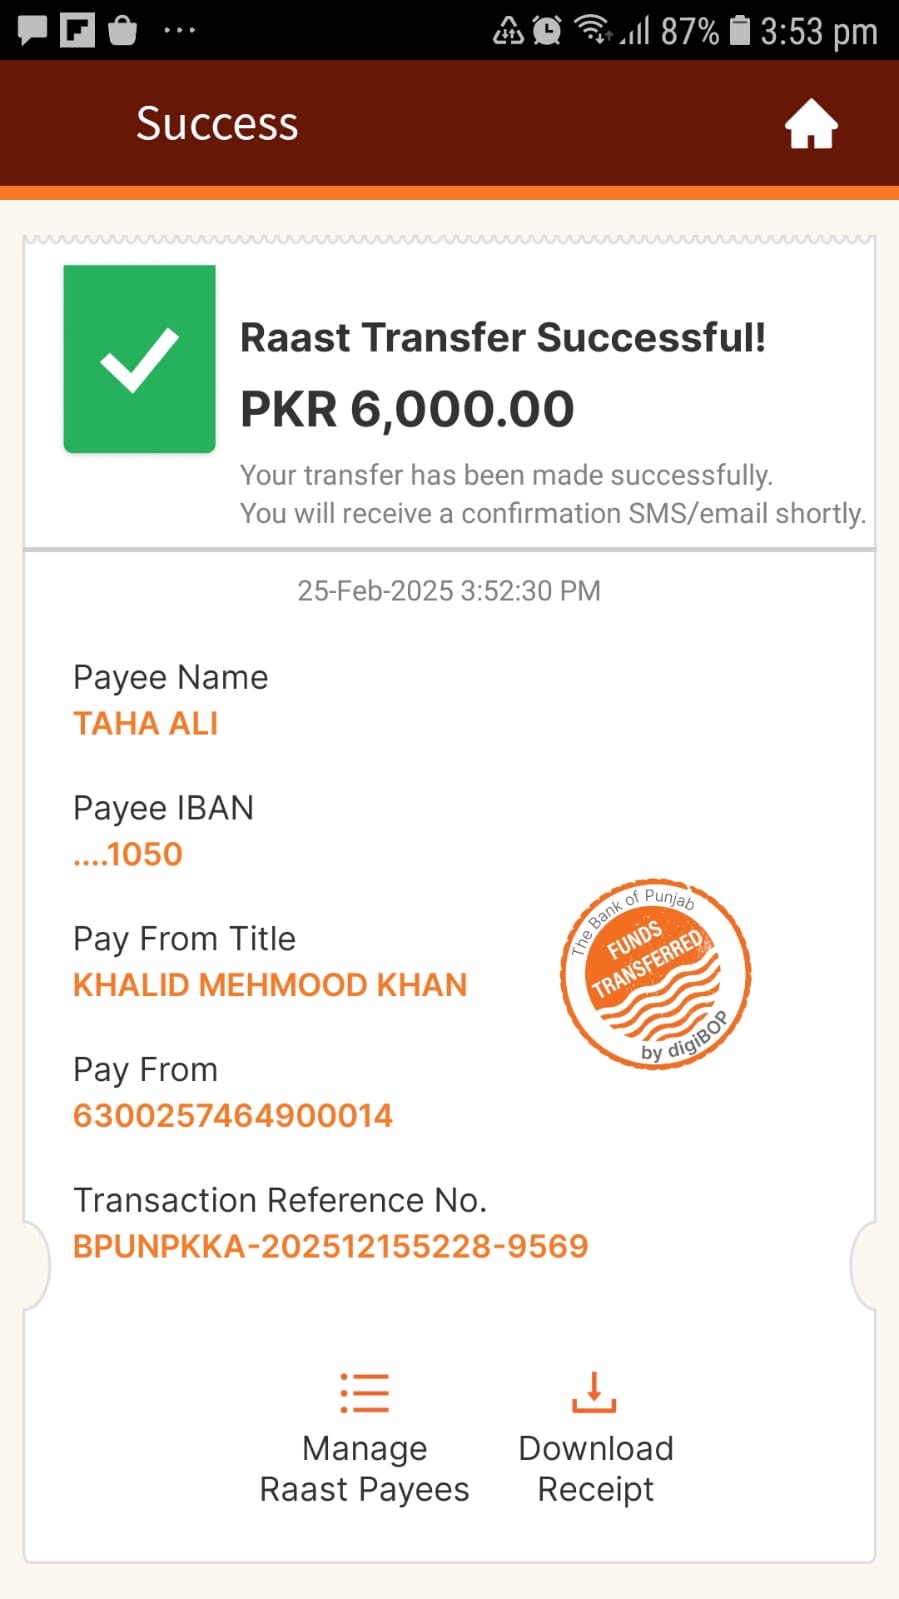 87% 3:53 pm
Success
Raast Transfer Successful!
PKR 6,000.00
Your transfer has been made successfully.
You will receive a confirmation SMS/email shortly.
25-Feb-2025 3:52:30 PM
Payee Name
TAHA ALI
Payee IBAN
....1050
Pay From Title
KHALID MEHMOOD KHAN
The Bank of Punjab
FUNDS
TRANSFERRED
by digiBOP
Pay From
6300257464900014
Transaction Reference No.
BPUNPKKA-202512155228-9569
Manage
Raast Payees
Download
Receipt